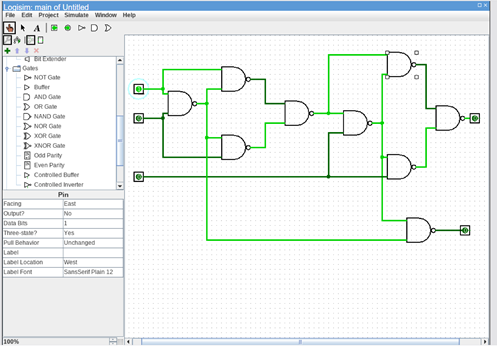 Logisim: main of Untitled
File Edit Project Simulate Window Help
A
Bit Extender
Gates
NOT Gate
Buffer
AND Gate
OR Gate
NAND Gate
NOR Gate
XOR Gate
XNOR Gate
Odd Parity
Even Parity
Controlled Buffer
Controlled Inverter
Pin
Facing East
Output? No
Data Bits 1
Three-state? Yes
Pull Behavior Unchanged
Label
Label Location West
Label Font SansSerif Plain 12
100%